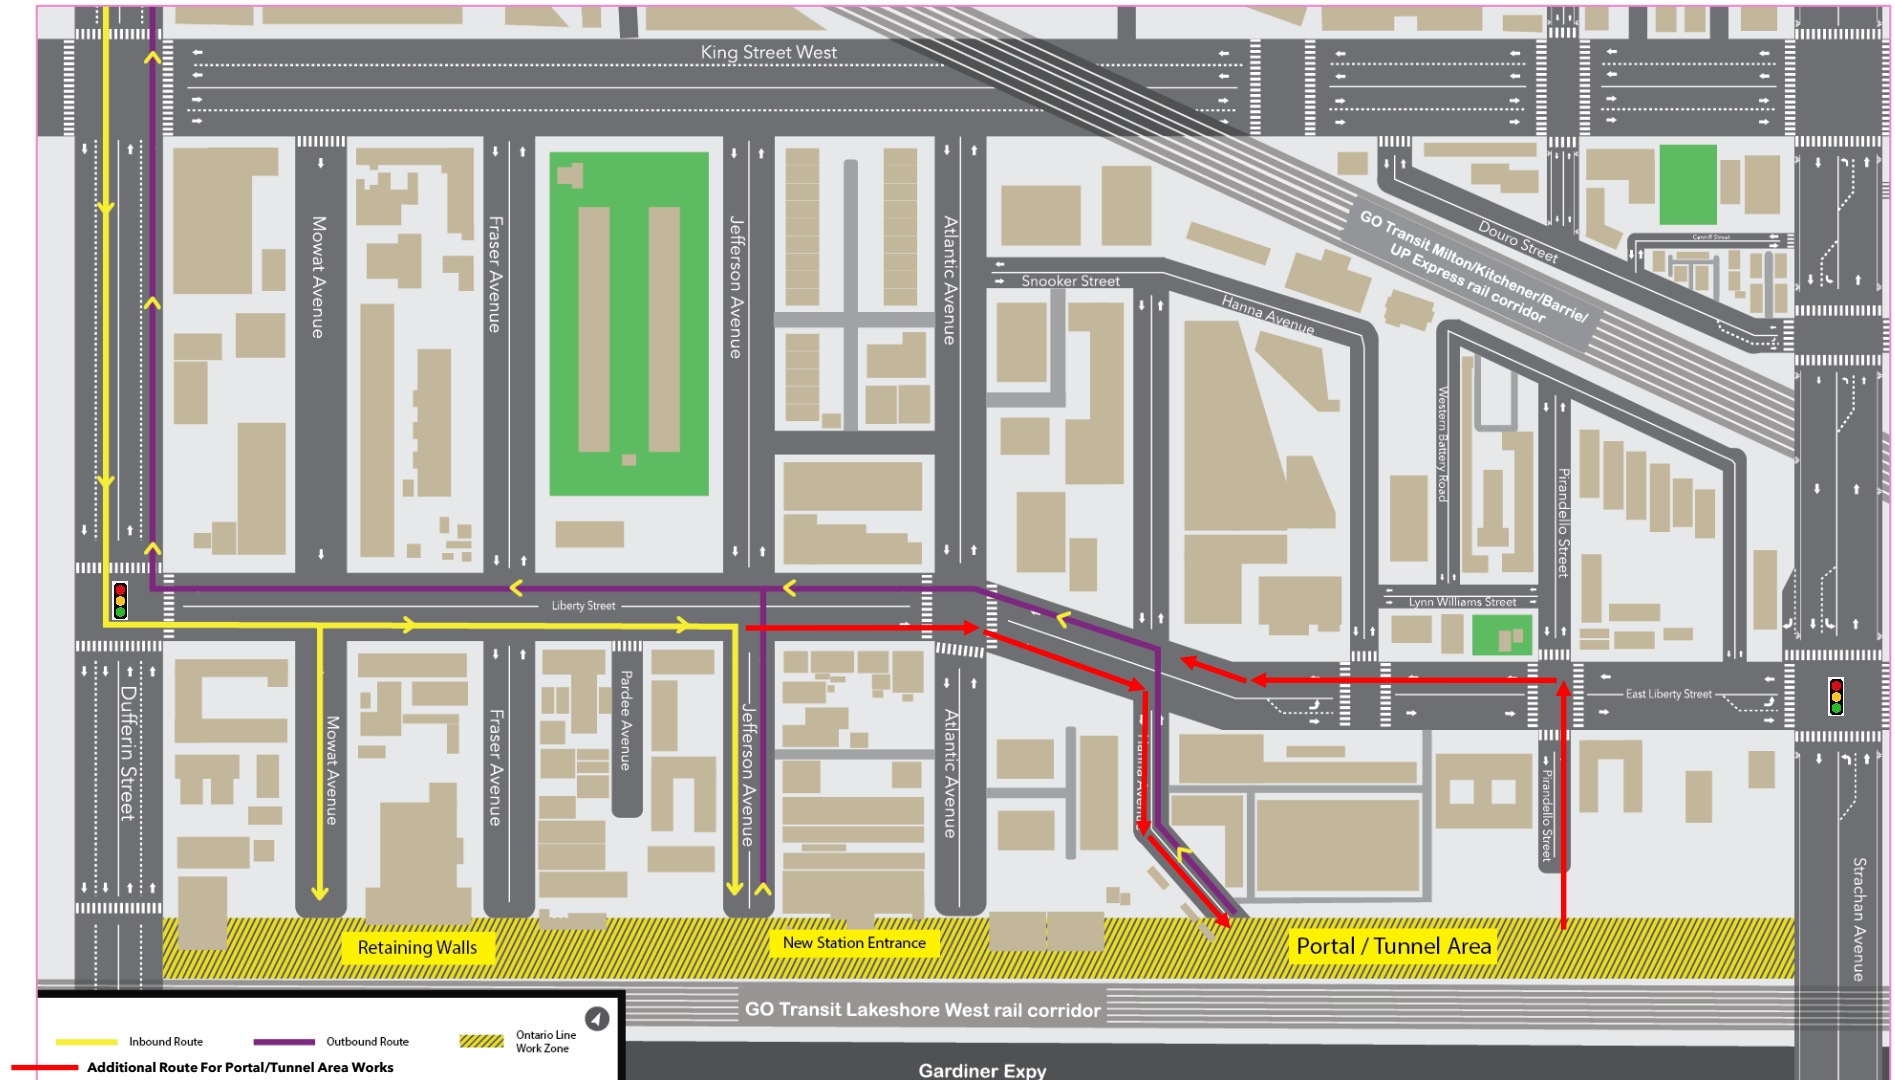 King Street West
Mowat Avenue
Fraser Avenue
Jefferson Avenue
Atlantic Avenue
Snooker Street
Hanna Avenue
GO Transit Milton/Kitchener/Barrie/
UP Express rail corridor
Douro Street
Canniff Street
Western Battery Road
Pirandello Street
Lynn Williams Street
Liberty Street
East Liberty Street
Dufferin Street
Mowat Avenue
Fraser Avenue
Pardee Avenue
Jefferson Avenue
Atlantic Avenue
Hanna Avenue
Pirandello Street
Strachan Avenue
Retaining Walls
New Station Entrance
Portal / Tunnel Area
GO Transit Lakeshore West rail corridor
Gardiner Expy
Inbound Route
Outbound Route
Ontario Line
Work Zone
Additional Route For Portal/Tunnel Area Works